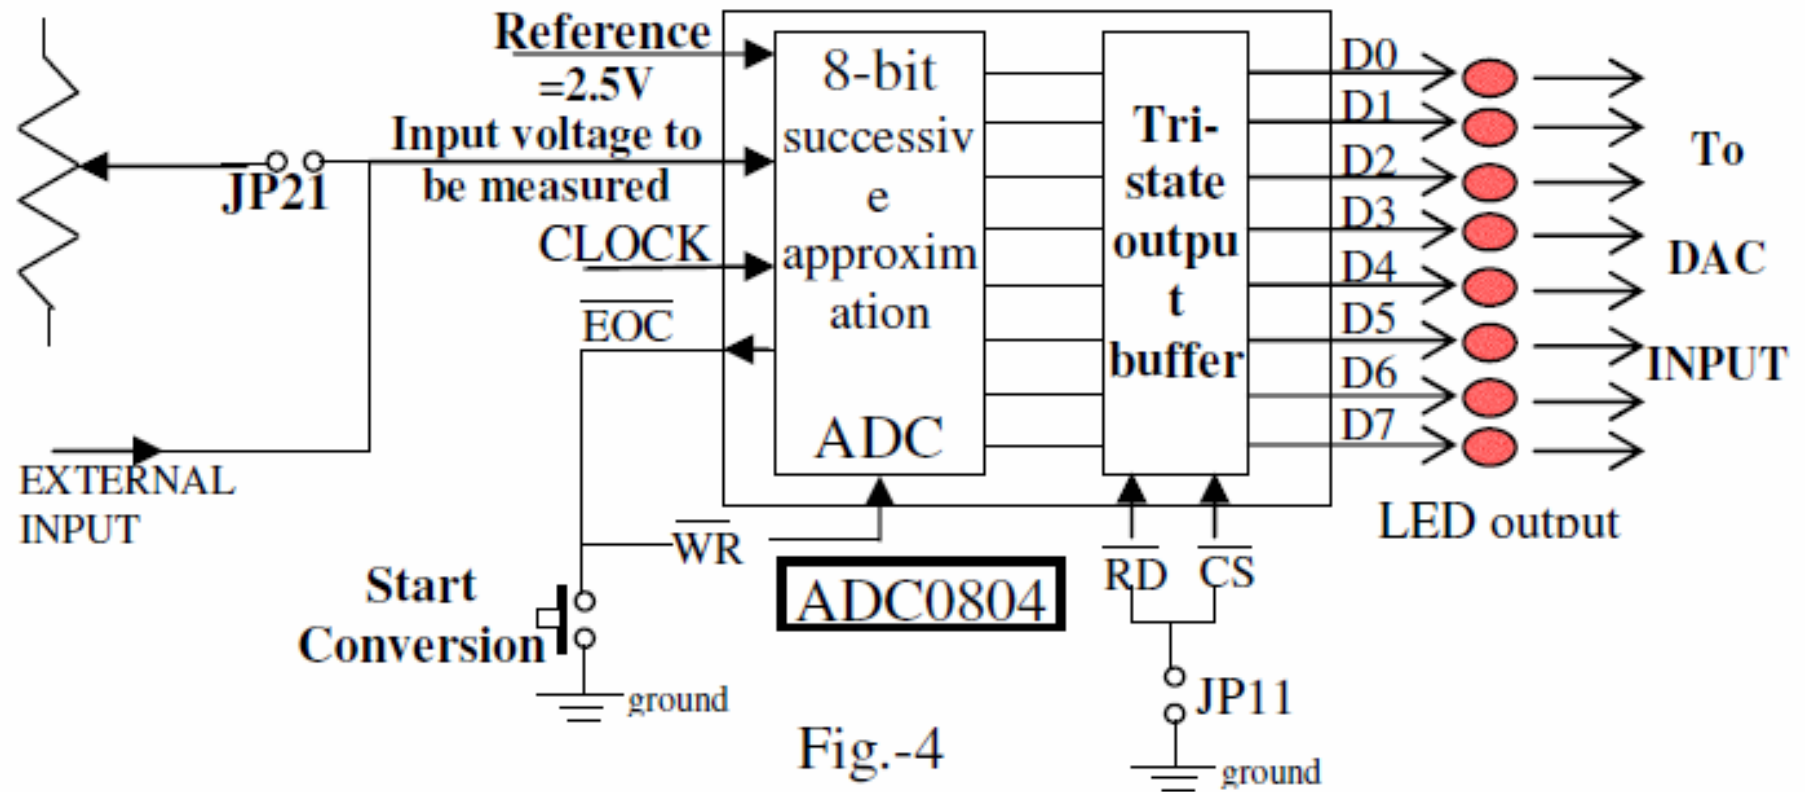 Reference
=2.5V
Input voltage to
be measured
JP21
CLOCK
EOC
EXTERNAL
INPUT
8-bit
successiv
e
approxim
ation
ADC
Tri-
state
outpu
t
buffer
D0
D1
D2
D3
D4
D5
D6
D7
To
DAC
INPUT
LED output
WR
RD
CS
Start
Conversion
ADC0804
ground
JP11
ground
Fig.-4